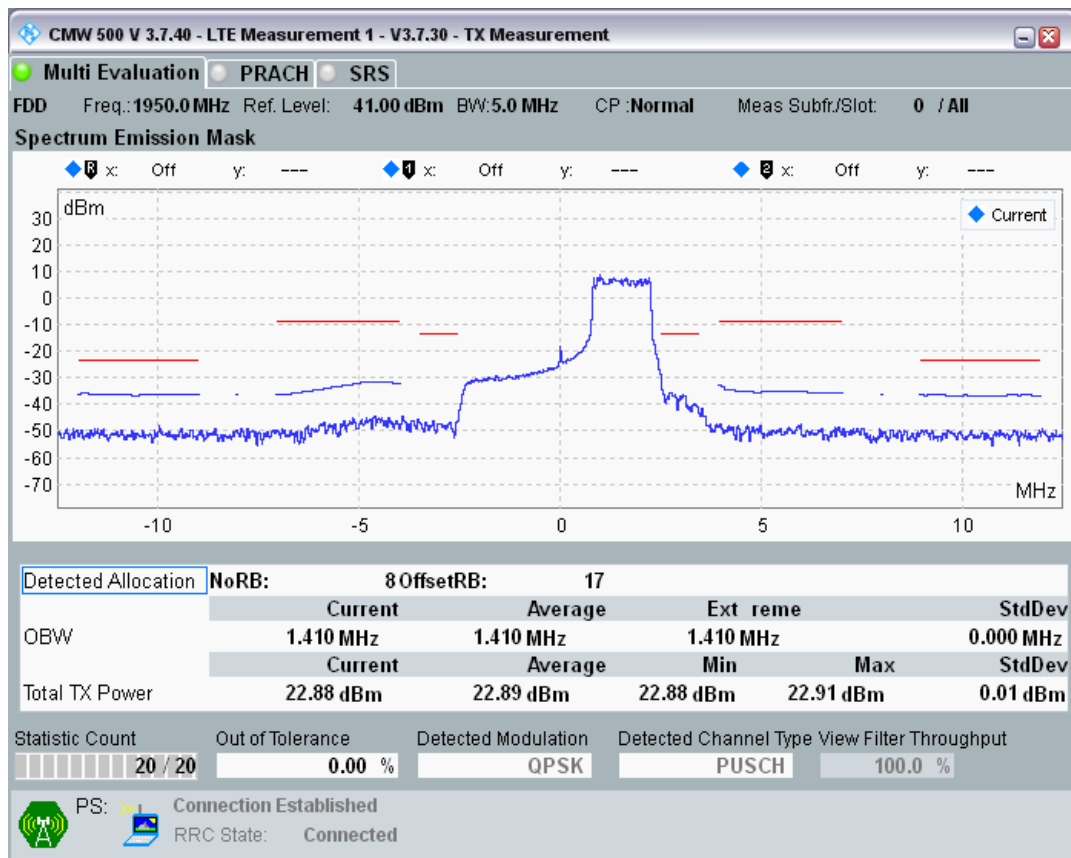 CMW 500 V 3.7.40 - LTE Measurement 1 - V3.7.30 - TX Measurement
Multi Evaluation PRACH SRS
FDD Freq.:1950.0 MHz Ref. Level: 41.00 dBm BW:5.0 MHz CP :Normal Meas Subfr./Slot: 0 / All
Spectrum Emission Mask
R x: Off y: --- 1 x: Off y: --- 2 x: Off y: ---
dBm
Current
30
20
10
0
-10
-20
-30
-40
-50
-60
-70
MHz
-10 -5 0 5 10
Detected Allocation NoRB: 8 OffsetRB: 17
Current Average Ext reme StdDev
OBW 1.410 MHz 1.410 MHz 1.410 MHz 0.000 MHz
Current Average Min Max StdDev
Total TX Power 22.88 dBm 22.89 dBm 22.88 dBm 22.91 dBm 0.01 dBm
Statistic Count Out of Tolerance Detected Modulation Detected Channel Type View Filter Throughput
20 / 20 0.00 % QPSK PUSCH 100.0 %
PS: Connection Established
RRC State: Connected